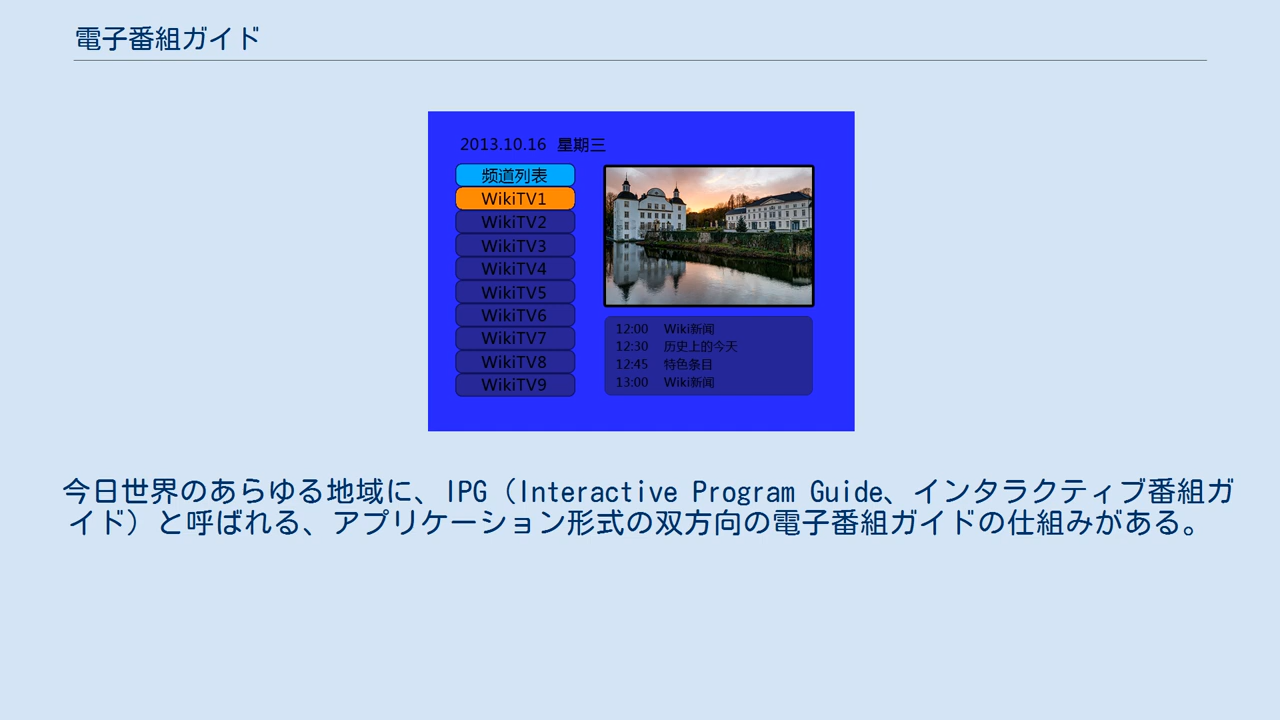 電子番組ガイド
2013.10.16 星期三
频道列表
WikiTV1
WikiTV2
WikiTV3
WikiTV4
WikiTV5
WikiTV6
WikiTV7
WikiTV8
WikiTV9
12:00 Wiki新闻
12:30 历史上的今天
12:45 特色条目
13:00 Wiki新闻
今日世界のあらゆる地域に、IPG（Interactive Program Guide、インタラクティブ番組ガ
イド）と呼ばれる、アプリケーション形式の双方向の電子番組ガイドの仕組みがある。